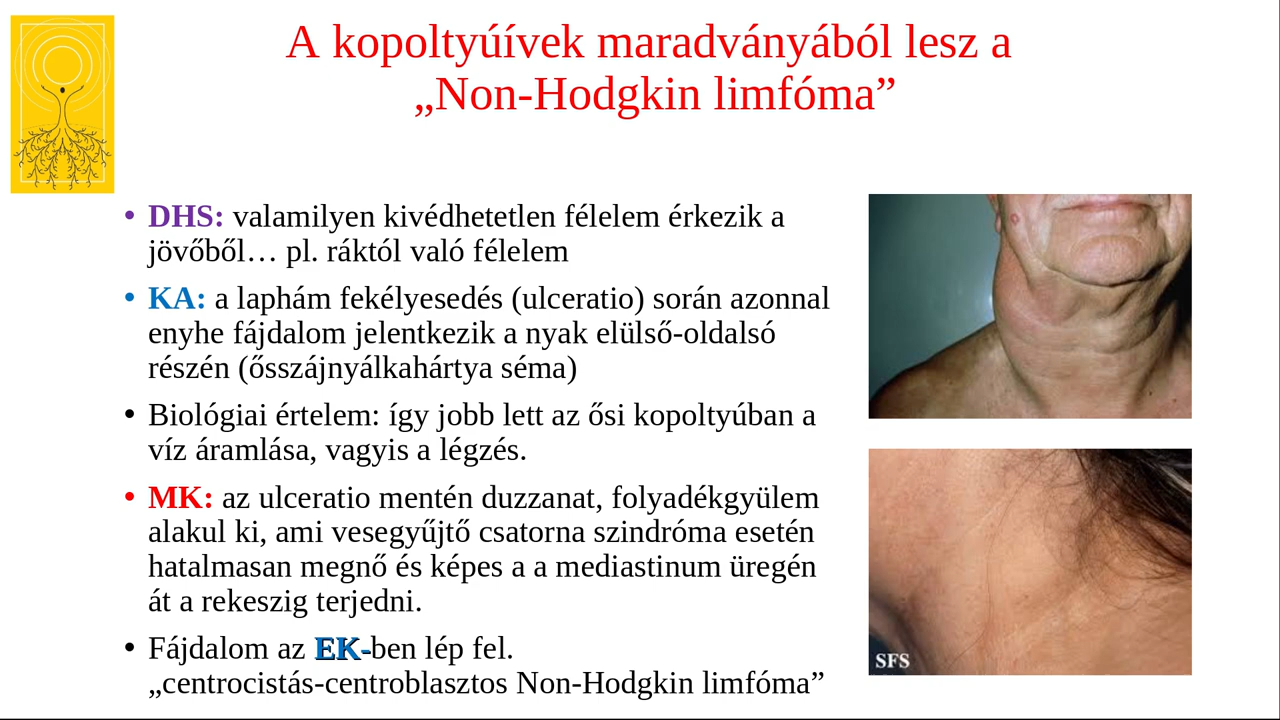 A kopoltyúívek maradványából lesz a
„Non-Hodgkin limfóma”
• DHS: valamilyen kivédhetetlen félelem érkezik a
jövőből… pl. ráktól való félelem
• KA: a laphám fekélyesedés (ulceratio) során azonnal
enyhe fájdalom jelentkezik a nyak elülső-oldalsó
részén (ősszájnyálkahártya séma)
• Biológiai értelem: így jobb lett az ősi kopoltyúban a
víz áramlása, vagyis a légzés.
• MK: az ulceratio mentén duzzanat, folyadékgyülem
alakul ki, ami vesegyűjtő csatorna szindróma esetén
hatalmasan megnő és képes a a mediastinum üregén
át a rekeszig terjedni.
• Fájdalom az EK-ben lép fel.
„centrocistás-centroblasztos Non-Hodgkin limfóma”
SFS